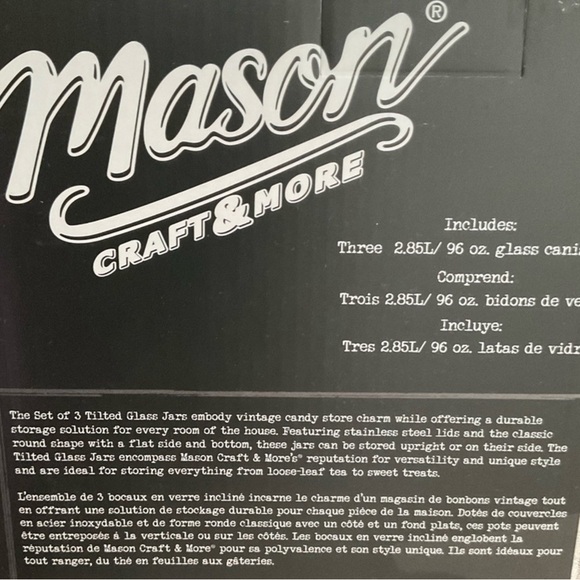 Mason®
CRAFT & MORE
Includes:
Three 2.85L/ 96 oz. glass
Comprend:
Trois 2.85L/ 96 oz. bidons de
Incluye:
Tres 2.85L/ 96 oz. latas de
The Set of 3 Tilted Glass Jars embody vintage candy store charm while offering a durable
storage solution for every room of the house. Featuring stainless steel lids and the classic
round shape with a flat side and bottom, these jars can be stored upright or on their side. The
Tilted Glass Jars encompass Mason Craft & More's® reputation for versatility and unique style
and are ideal for storing everything from loose-leaf tea to sweet treats.
L'ensemble de 3 bocaux en verre incliné incarne le charme d'un magasin de bonbons vintage tout
en offrant une solution de stockage durable pour chaque pièce de la maison. Dotés de couvercles
en acier inoxydable et de forme ronde classique avec un côté et un fond plats, ces pots peuvent
être entreposés à la verticale ou sur les côtés. Les bocaux en verre incliné englobent la
réputation de Mason Craft & More® pour sa polyvalence et son style unique. Ils sont idéaux pour
tout ranger, du thé en feuilles aux gâteries.